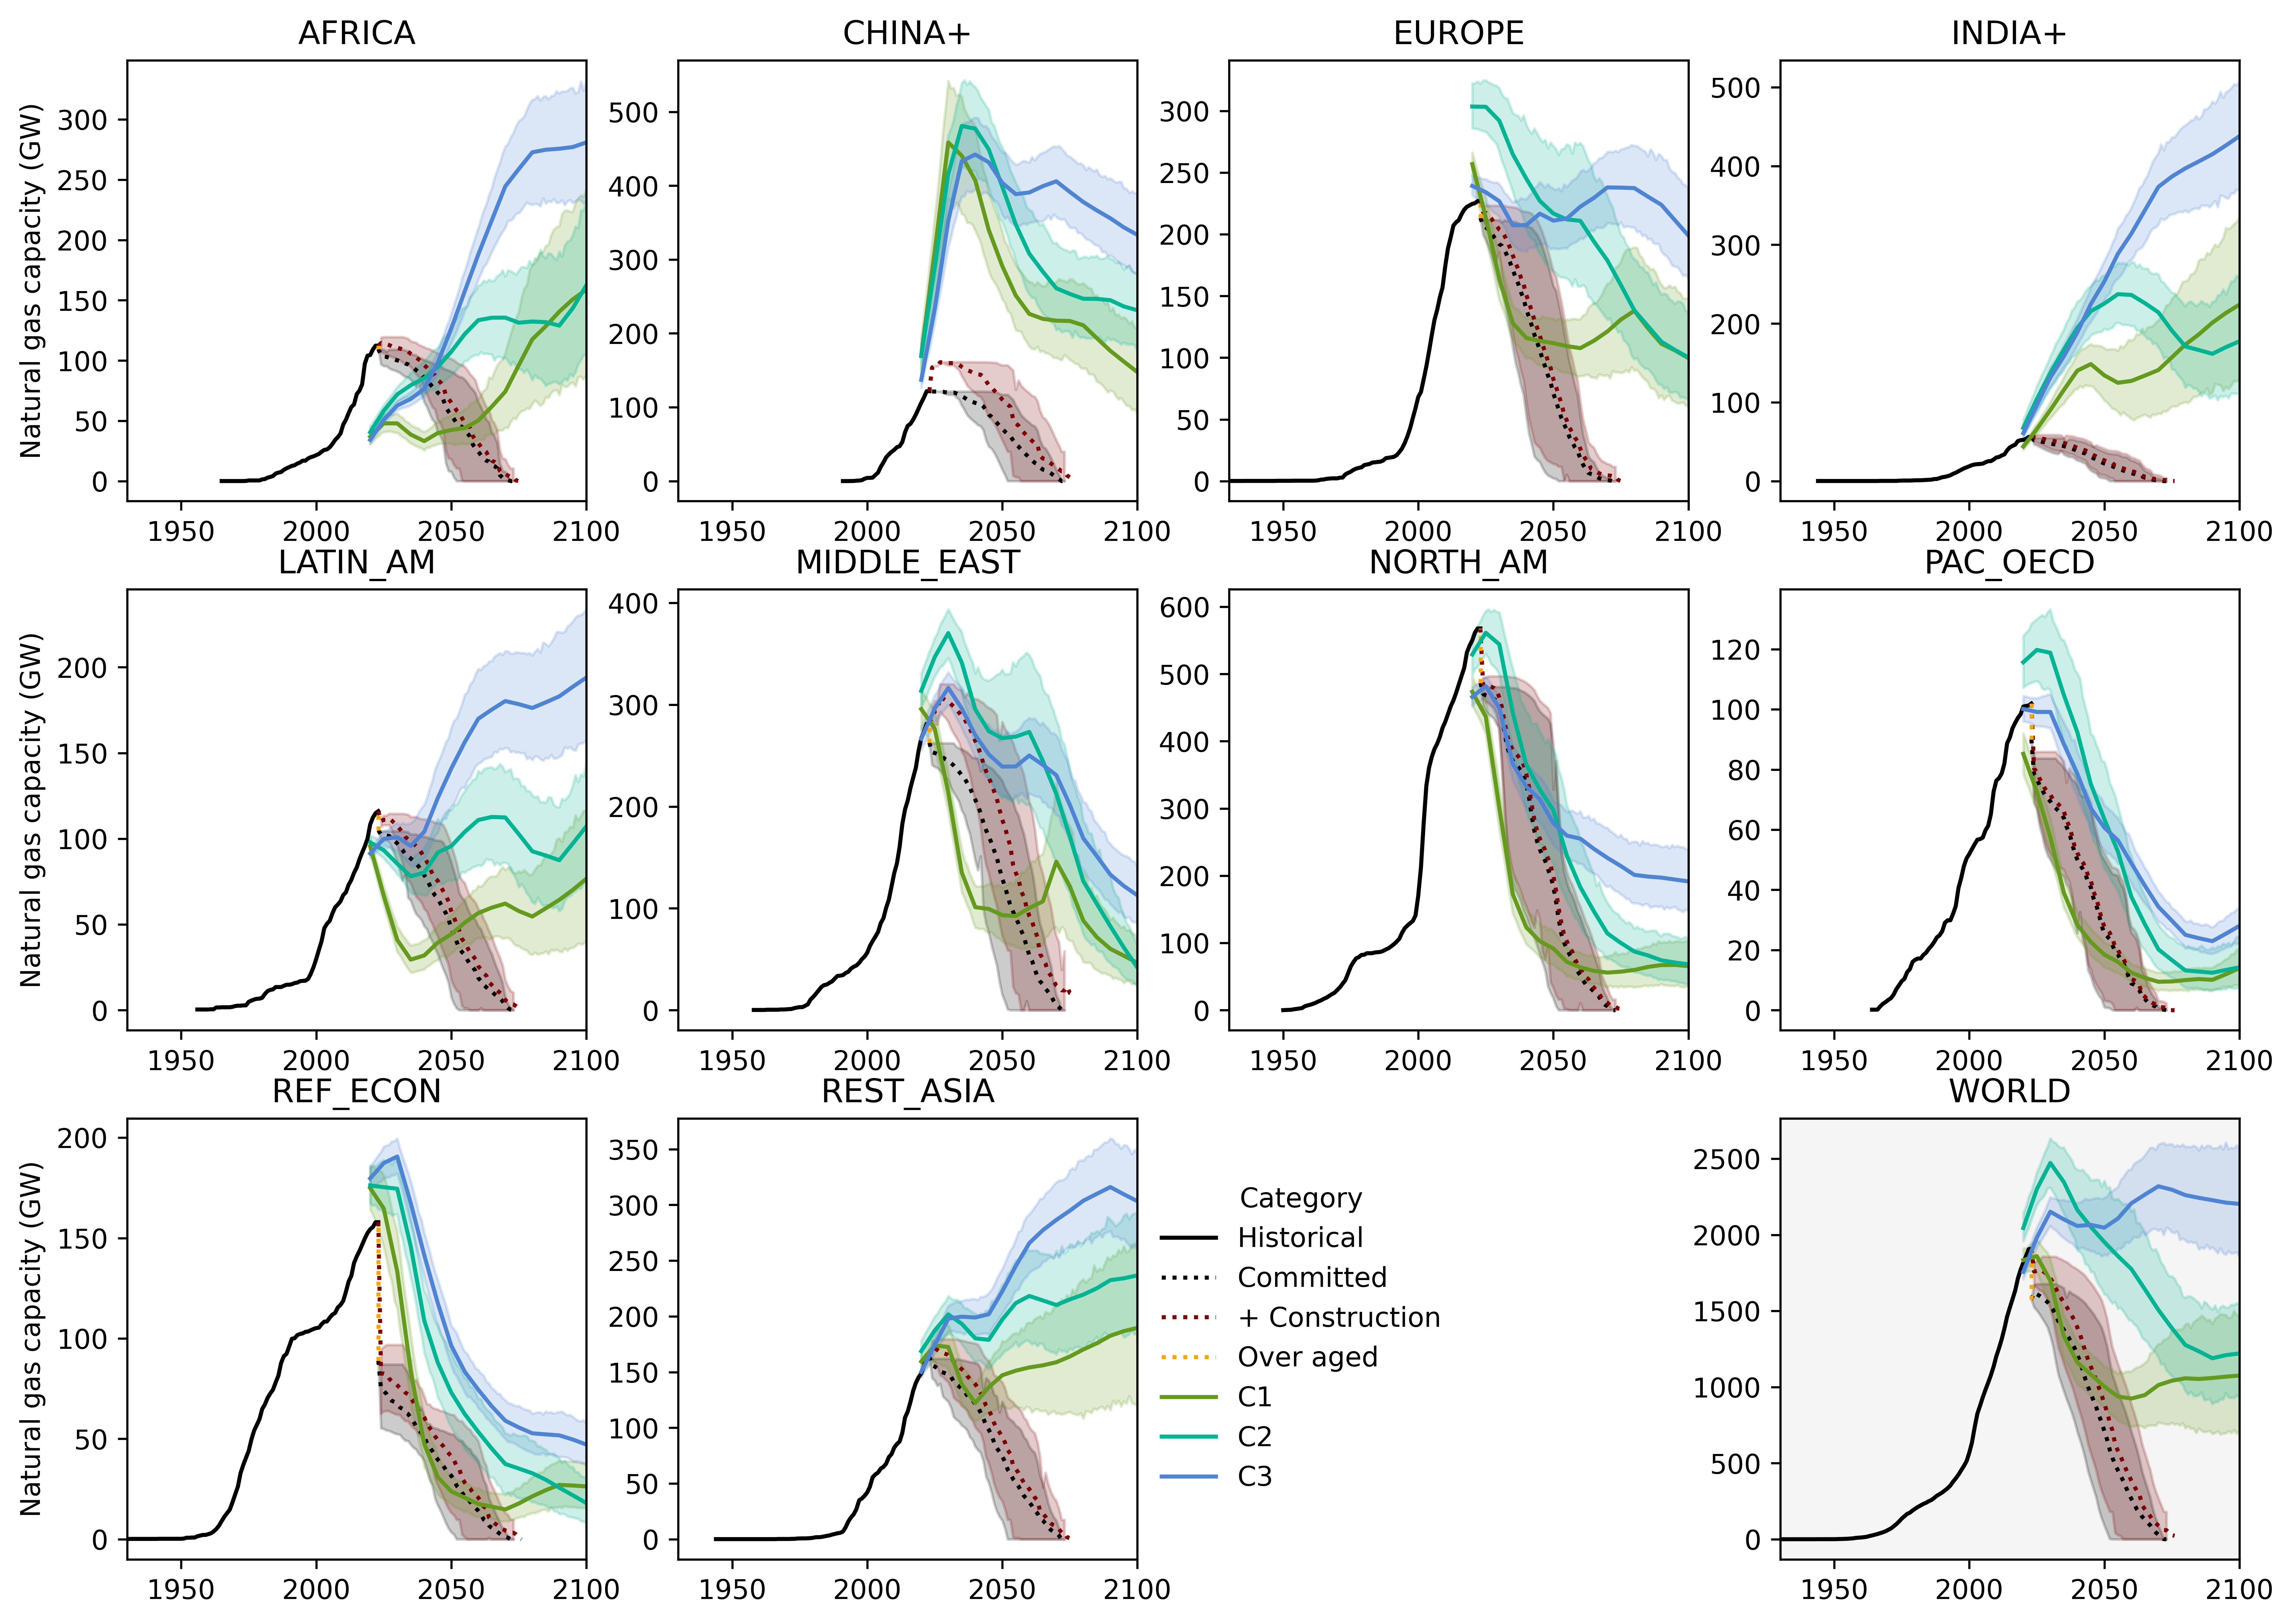 AFRICA
CHINA+
EUROPE
INDIA+
Natural gas capacity (GW)
300
250
200
150
100
50
0
1950 2000 2050 2100
500
400
300
200
100
0
1950 2000 2050 2100
300
250
200
150
100
50
0
1950 2000 2050 2100
500
400
300
200
100
0
1950 2000 2050 2100
LATIN_AM
MIDDLE_EAST
NORTH_AM
PAC_OECD
Natural gas capacity (GW)
200
150
100
50
0
1950 2000 2050 2100
400
300
200
100
0
1950 2000 2050 2100
600
500
400
300
200
100
0
1950 2000 2050 2100
120
100
80
60
40
20
0
1950 2000 2050 2100
REF_ECON
REST_ASIA
WORLD
Natural gas capacity (GW)
200
150
100
50
0
1950 2000 2050 2100
350
300
250
200
150
100
50
0
1950 2000 2050 2100
Category
Historical
Committed
+ Construction
Over aged
C1
C2
C3
2500
2000
1500
1000
500
0
1950 2000 2050 2100